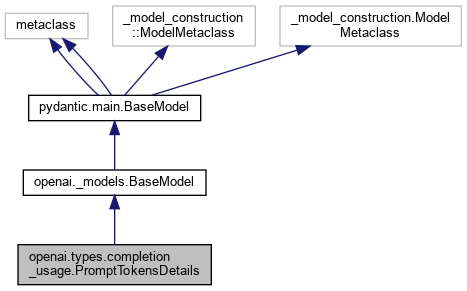 metaclass
_model_construction
::ModelMetaclass
_model_construction.Model
Metaclass
pydantic.main.BaseModel
openai._models.BaseModel
openai.types.completion
_usage.PromptTokensDetails